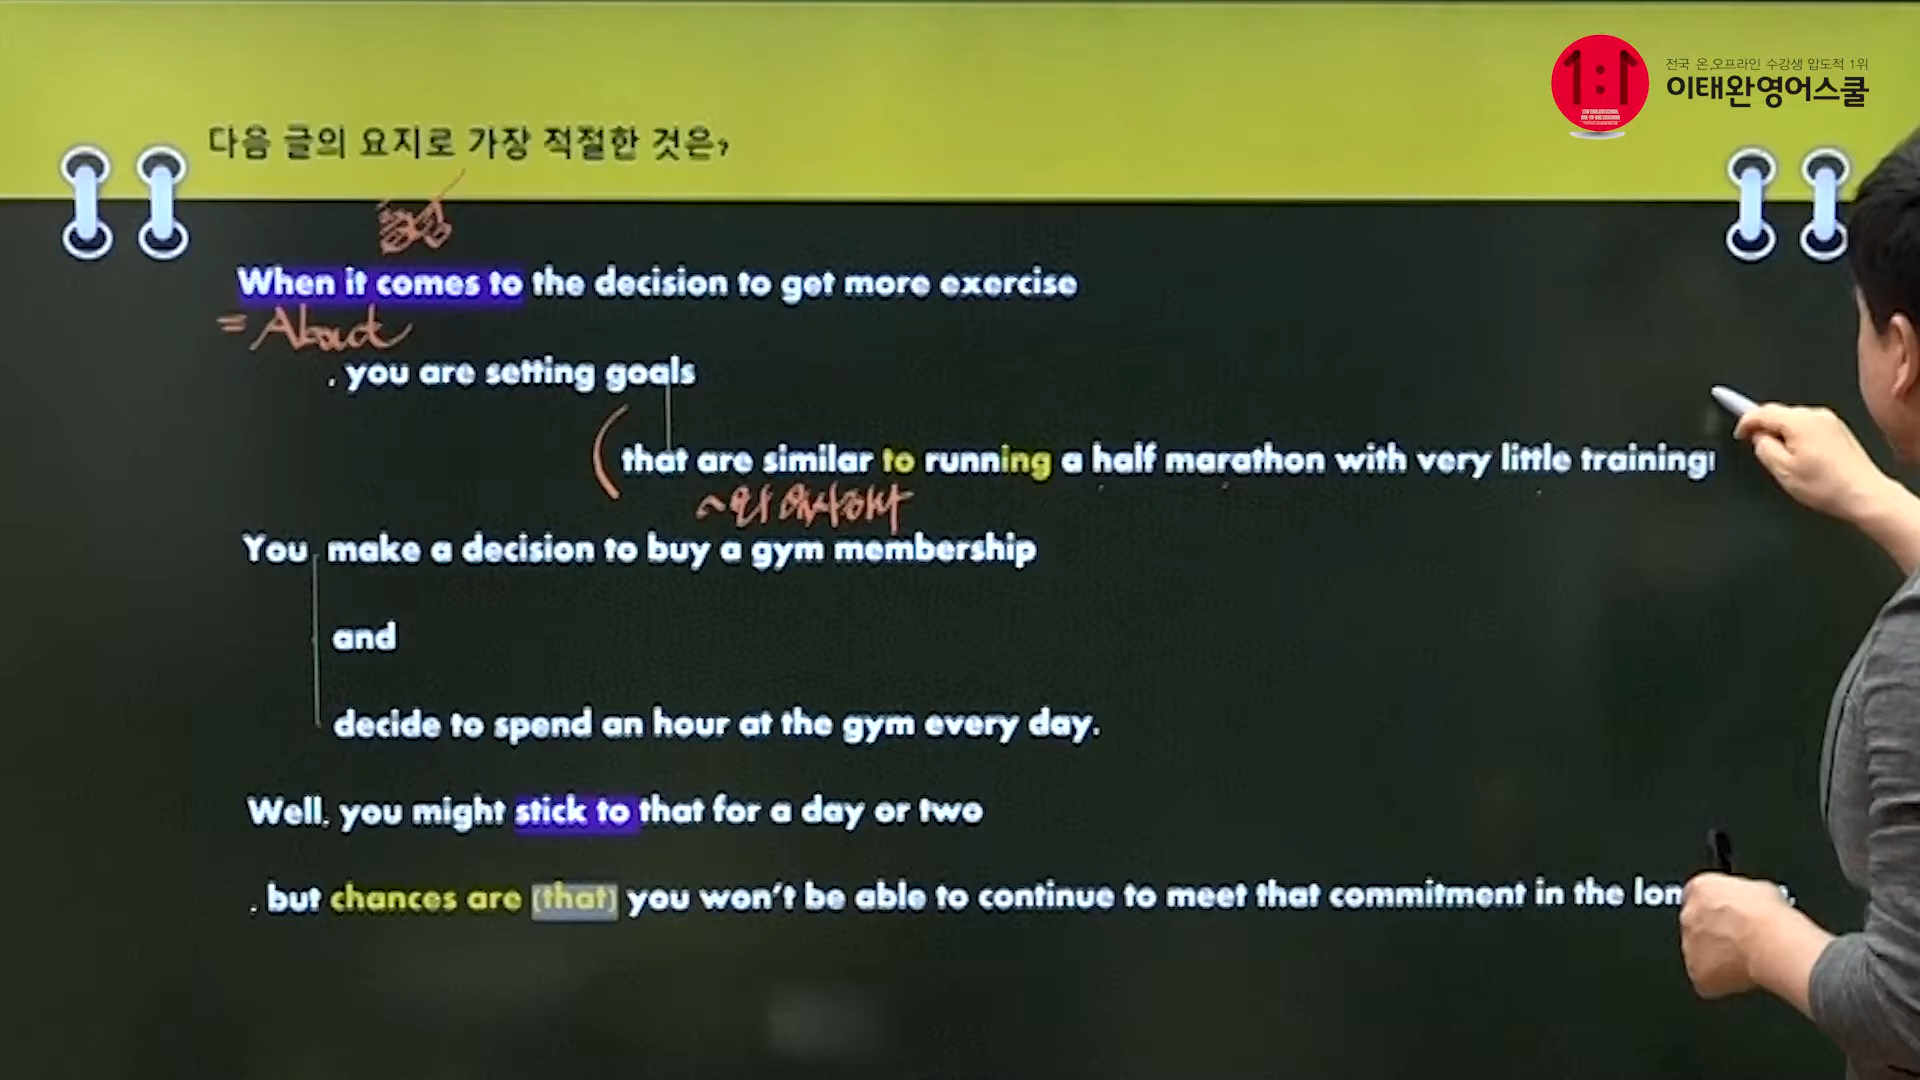 전국 온,오프라인 수강생 압도적 1위
1:1
이태완영어스쿨
다음 글의 요지로 가장 적절한 것은?
When it comes to the decision to get more exercise
= About
, you are setting goals
that are similar to running a half marathon with very little training!
~와 유사하다
You make a decision to buy a gym membership
and
decide to spend an hour at the gym every day.
Well, you might stick to that for a day or two
, but chances are (that) you won't be able to continue to meet that commitment in the